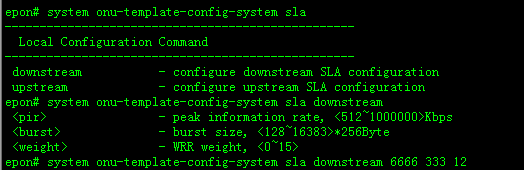 epon# system onu-template-config-system sla
--------------------------------------------------
Local Configuration Command
--------------------------------------------------
downstream - configure downstream SLA configuration
upstream - configure upstream SLA configuration
epon# system onu-template-config-system sla downstream
<pir> - peak information rate, <512~1000000>Kbps
<burst> - burst size, <128~16383>*256Byte
<weight> - WRR weight, <0~15>
epon# system onu-template-config-system sla downstream 6666 333 12